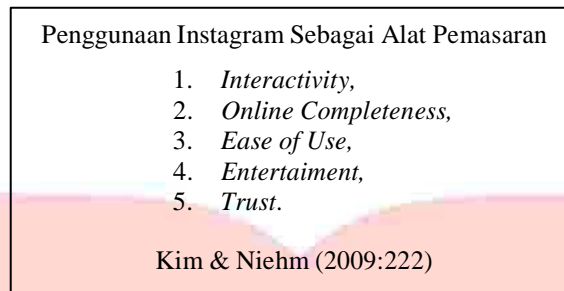 Penggunaan Instagram Sebagai Alat Pemasaran
1. Interactivity,
2. Online Completeness,
3. Ease of Use,
4. Entertaiment,
5. Trust.
Kim & Niehm (2009:222)